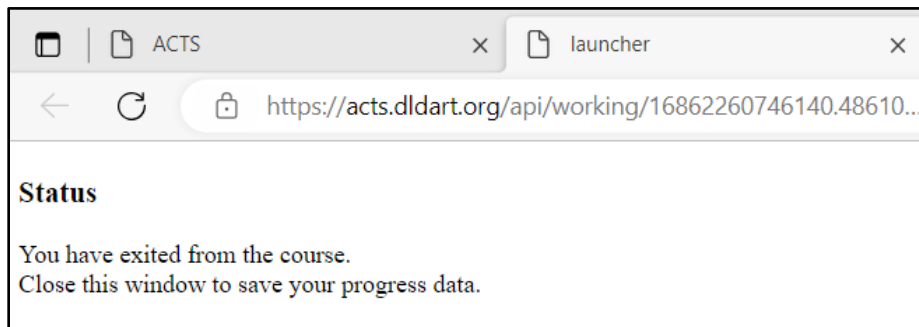 ACTS
launcher
https://acts.dldart.org/api/working/16862260746140.48610...
Status
You have exited from the course.
Close this window to save your progress data.